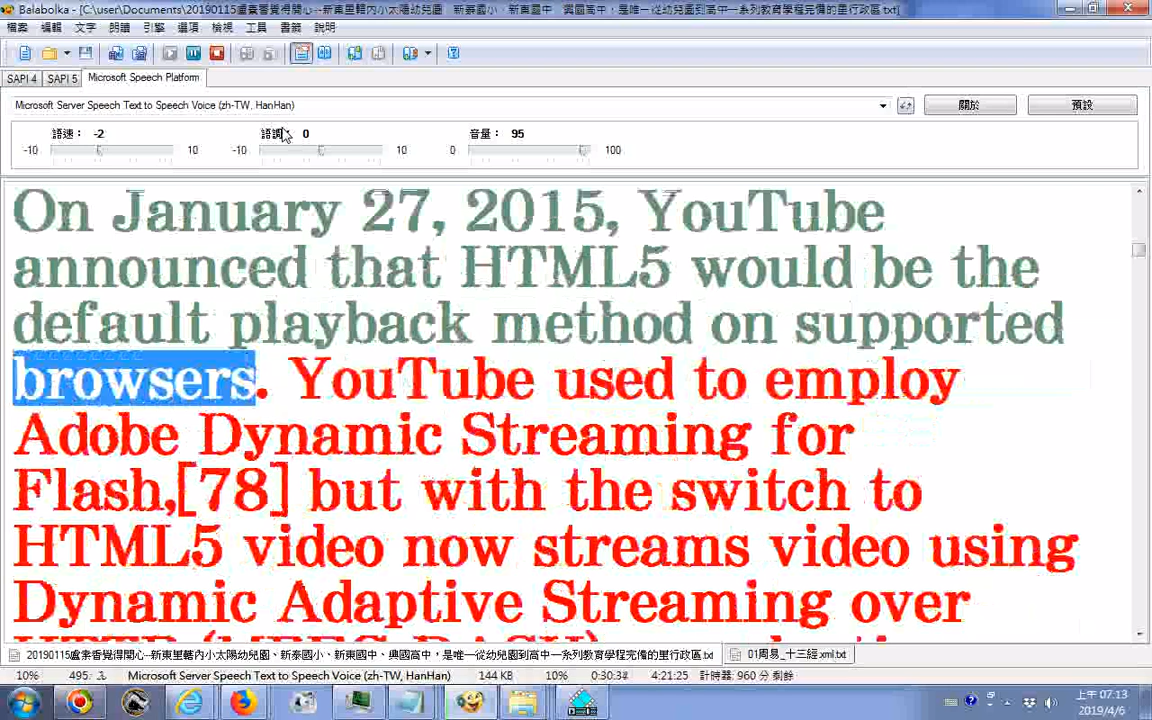 Balabolka - [C:\user\Documents\20190115盧素香覺得開心--新東里轄內小太陽幼兒園、新泰國小、新東國中、興國高中，是唯一從幼兒園到高中一系列教育學程完備的里行政區.txt]
檔案 編輯 文字 朗讀 引擎 選項 檢視 工具 書籤 說明
SAPI 4 SAPI 5 Microsoft Speech Platform
Microsoft Server Speech Text to Speech Voice (zh-TW, HanHan) 關於 預設
語速： -2 語調： 0 音量： 95
-10 10 -10 10 0 100
On January 27, 2015, YouTube
announced that HTML5 would be the
default playback method on supported
browsers. YouTube used to employ
Adobe Dynamic Streaming for
Flash,[78] but with the switch to
HTML5 video now streams video using
Dynamic Adaptive Streaming over
20190115盧素香覺得開心--新東里轄內小太陽幼兒園、新泰國小、新東國中、興國高中，是唯一從幼兒園到高中一系列教育學程完備的里行政區.txt 01周易_十三經.xml.txt
10% Microsoft Server Speech Text to Speech Voice (zh-TW, HanHan) 144 KB 10% 0:30:34 4:21:25 計時器: 960 分 剩餘
上午 07:13
2019/4/6